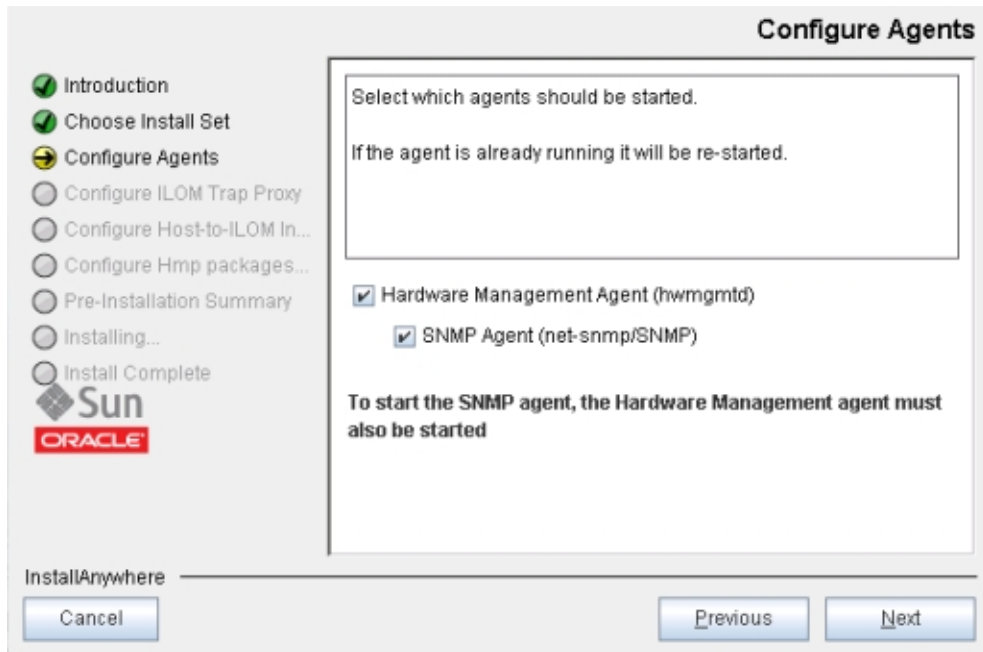 Configure Agents
Introduction
Choose Install Set
Configure Agents
Configure ILOM Trap Proxy
Configure Host-to-ILOM In...
Configure Hmp packages...
Pre-Installation Summary
Installing...
Install Complete
Sun
ORACLE
Select which agents should be started.
If the agent is already running it will be re-started.
Hardware Management Agent (hwmgmtd)
SNMP Agent (net-snmp/SNMP)
To start the SNMP agent, the Hardware Management agent must
also be started
InstallAnywhere
Cancel
Previous
Next